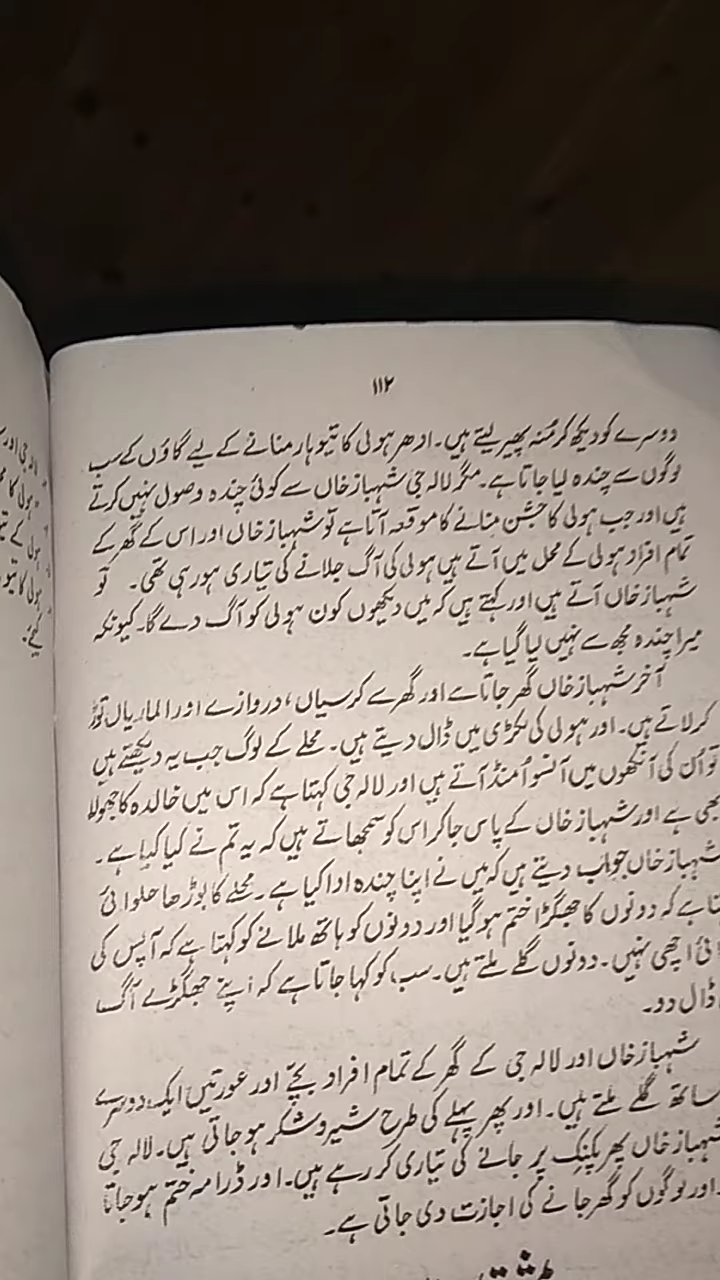 ۱۱۲
دوسرے کو دیکھ کر مُنہ پھیر لیتے ہیں۔ ادھر ہولی کا تیوہار منانے کے لیے گاؤں کے سب
لوگوں سے چندہ لیا جاتا ہے۔ مگر لالہ جی شہباز خاں سے کوئی چندہ وصول نہیں کرتے
ہیں اور جب ہولی کا جشن منانے کا موقعہ آتا ہے تو شہباز خاں اور اس کے گھر کے
تمام افراد ہولی کے محل میں آتے ہیں ہولی کی آگ جلانے کی تیاری ہو رہی تھی۔ تو
شہباز خاں آتے ہیں اور کہتے ہیں کہ میں دیکھوں کون ہولی کو آگ دے گا۔ کیونکہ
میرا چندہ مجھ سے نہیں لیا گیا ہے۔
آخر شہباز خاں گھر جاتا ہے اور گھر سے کرسیاں، دروازے اور الماریاں توڑ
کر لاتے ہیں۔ اور ہولی کی لکڑی میں ڈال دیتے ہیں۔ محلے کے لوگ جب یہ دیکھتے ہیں
تو اُن کی آنکھوں میں آنسو اُمنڈ آتے ہیں اور لالہ جی کہتا ہے کہ اس میں خالدہ کا جھولا
بھی ہے اور شہباز خاں کے پاس جا کر اس کو سمجھاتے ہیں کہ یہ تم نے کیا کیا ہے۔
شہباز خاں جواب دیتے ہیں کہ میں نے اپنا چندہ ادا کیا ہے۔ محلے کا بوڑھا حلوائی
ہے کہ دونوں کا جھگڑا ختم ہو گیا اور دونوں کو ہاتھ ملانے کو کہتا ہے کہ آپس کی
اچھی نہیں۔ دونوں گلے ملتے ہیں۔ سب کو کہا جاتا ہے کہ اپنے جھگڑے آگ
ڈال دو۔
شہباز خاں اور لالہ جی کے گھر کے تمام افراد بچّے اور عورتیں ایک دوسرے
ساتھ گلے ملتے ہیں۔ اور پھر پہلے کی طرح شیر و شکر ہو جاتی ہیں۔ لالہ جی
شہباز خاں پھر پکنک پر جانے کی تیاری کر رہے ہیں۔ اور ڈرامہ ختم ہو جاتا
اور لوگوں کو گھر جانے کی اجازت دی جاتی ہے۔